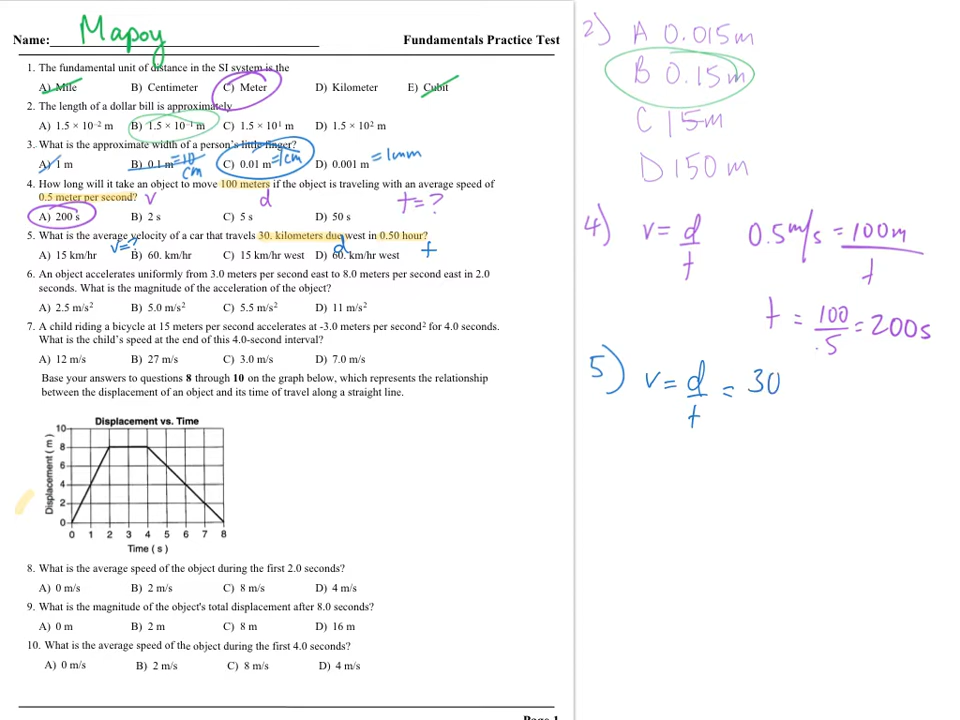 Name: Mapoy
Fundamentals Practice Test
1. The fundamental unit of distance in the SI system is the
A) Mile B) Centimeter C) Meter D) Kilometer E) Cubit
2. The length of a dollar bill is approximately
A) 1.5 × 10⁻² m B) 1.5 × 10⁻¹ m C) 1.5 × 10¹ m D) 1.5 × 10² m
3. What is the approximate width of a person's little finger?
A) 1 m B) 0.1 m =10 cm C) 0.01 m =1cm D) 0.001 m =1mm
4. How long will it take an object to move 100 meters if the object is traveling with an average speed of
0.5 meter per second? v d t=?
A) 200 s B) 2 s C) 5 s D) 50 s
5. What is the average velocity of a car that travels 30. kilometers due west in 0.50 hour?
v=? d t
A) 15 km/hr B) 60. km/hr C) 15 km/hr west D) 60. km/hr west
6. An object accelerates uniformly from 3.0 meters per second east to 8.0 meters per second east in 2.0
seconds. What is the magnitude of the acceleration of the object?
A) 2.5 m/s² B) 5.0 m/s² C) 5.5 m/s² D) 11 m/s²
7. A child riding a bicycle at 15 meters per second accelerates at -3.0 meters per second² for 4.0 seconds.
What is the child's speed at the end of this 4.0-second interval?
A) 12 m/s B) 27 m/s C) 3.0 m/s D) 7.0 m/s
Base your answers to questions 8 through 10 on the graph below, which represents the relationship
between the displacement of an object and its time of travel along a straight line.
Displacement vs. Time
Displacement ( m )
10
8
6
4
2
0
0 1 2 3 4 5 6 7 8
Time ( s )
8. What is the average speed of the object during the first 2.0 seconds?
A) 0 m/s B) 2 m/s C) 8 m/s D) 4 m/s
9. What is the magnitude of the object's total displacement after 8.0 seconds?
A) 0 m B) 2 m C) 8 m D) 16 m
10. What is the average speed of the object during the first 4.0 seconds?
A) 0 m/s B) 2 m/s C) 8 m/s D) 4 m/s
Page 1
2) A 0.015m
B 0.15m
C 15m
D 150m
4) v = d/t 0.5m/s = 100m/t
t = 100/.5 = 200s
5) v = d/t = 30